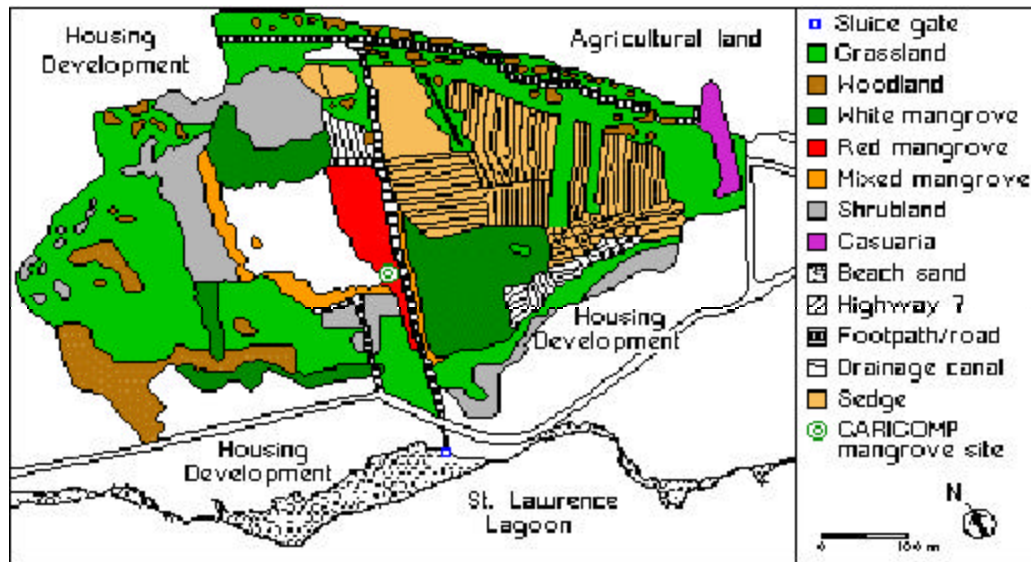 Housing
Development
Agricultural land
Housing
Development
Housing
Development
St. Lawrence
Lagoon
Sluice gate
Grassland
Woodland
White mangrove
Red mangrove
Mixed mangrove
Shrubland
Casuaria
Beach sand
Highway 7
Footpath/road
Drainage canal
Sedge
CARICOMP
mangrove site
N
0 100 m